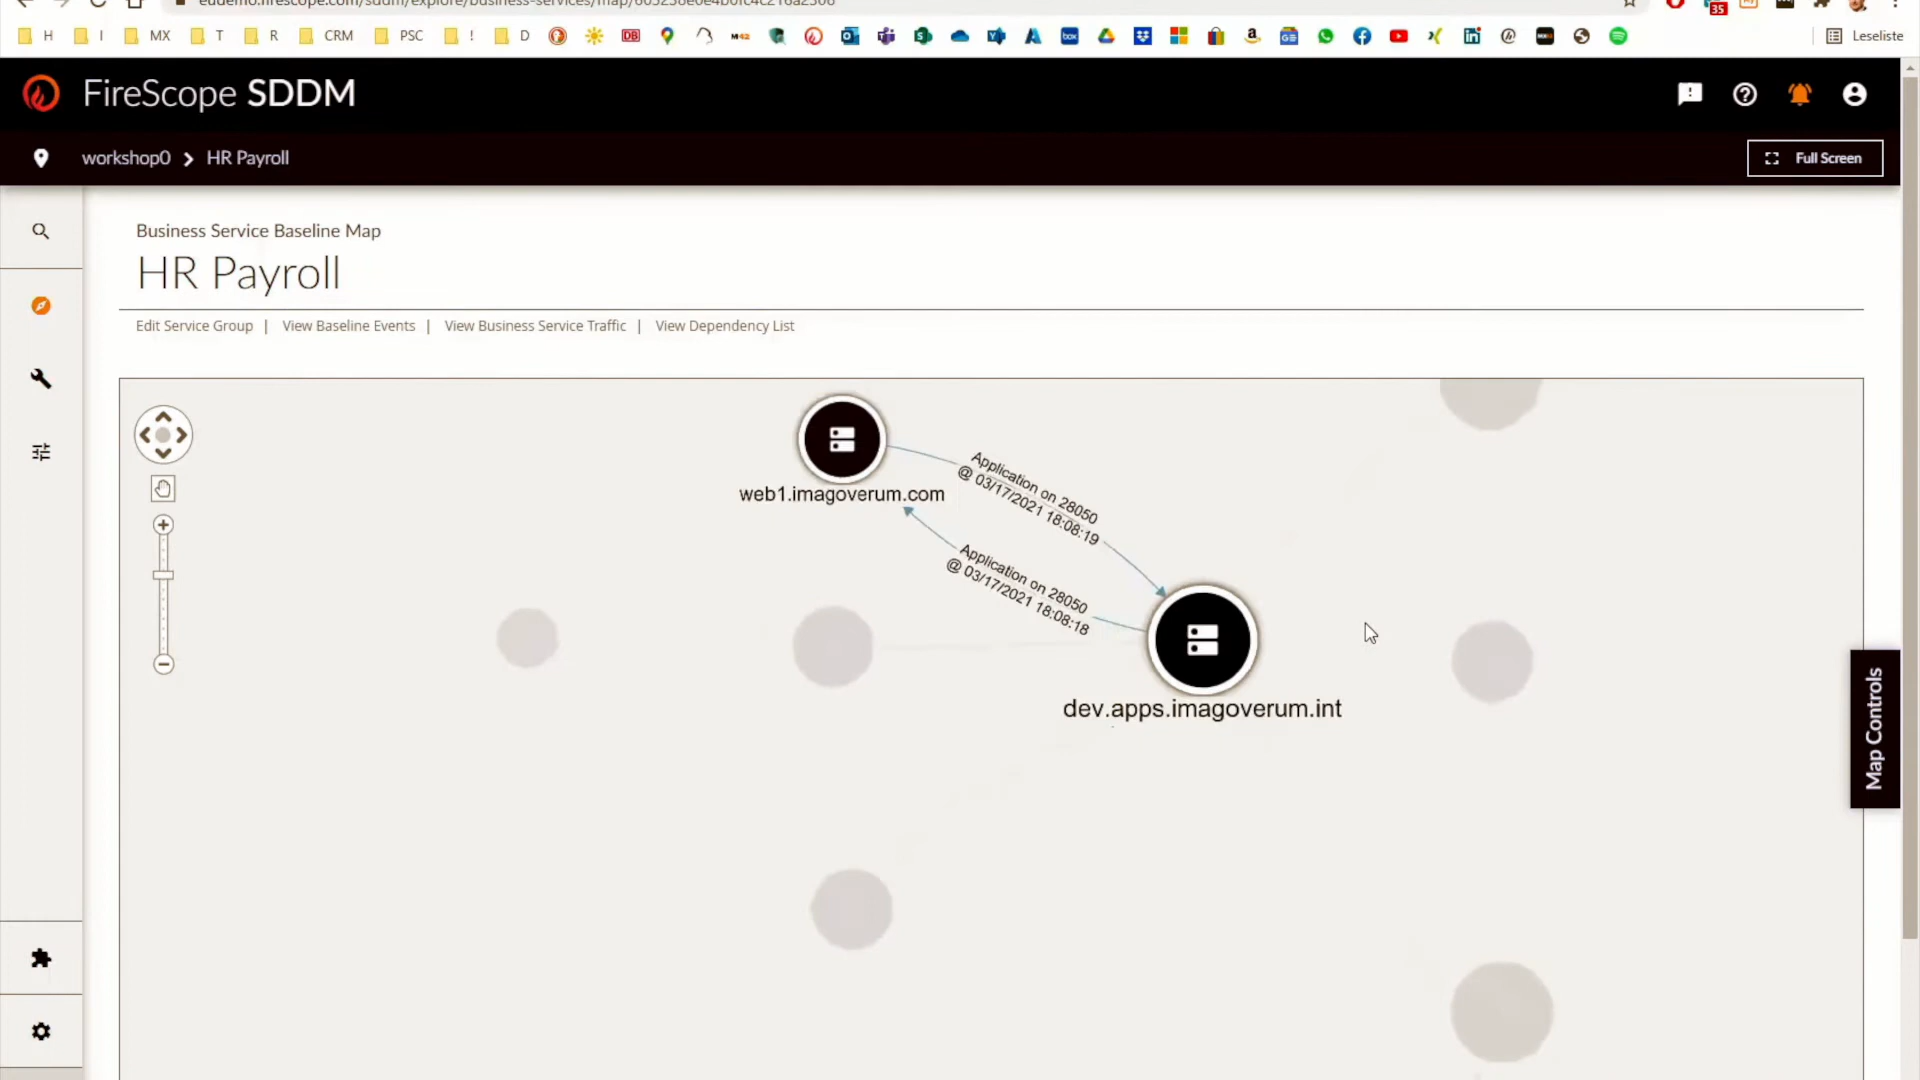 H I MX T R CRM PSC ! D Leseliste
35
FireScope SDDM
workshop0 HR Payroll
Full Screen
Business Service Baseline Map
HR Payroll
Edit Service Group | View Baseline Events | View Business Service Traffic | View Dependency List
web1.imagoverum.com
Application on 28050
@ 03/17/2021 18:08:19
Application on 28050
@ 03/17/2021 18:08:18
dev.apps.imagoverum.int
Map Controls